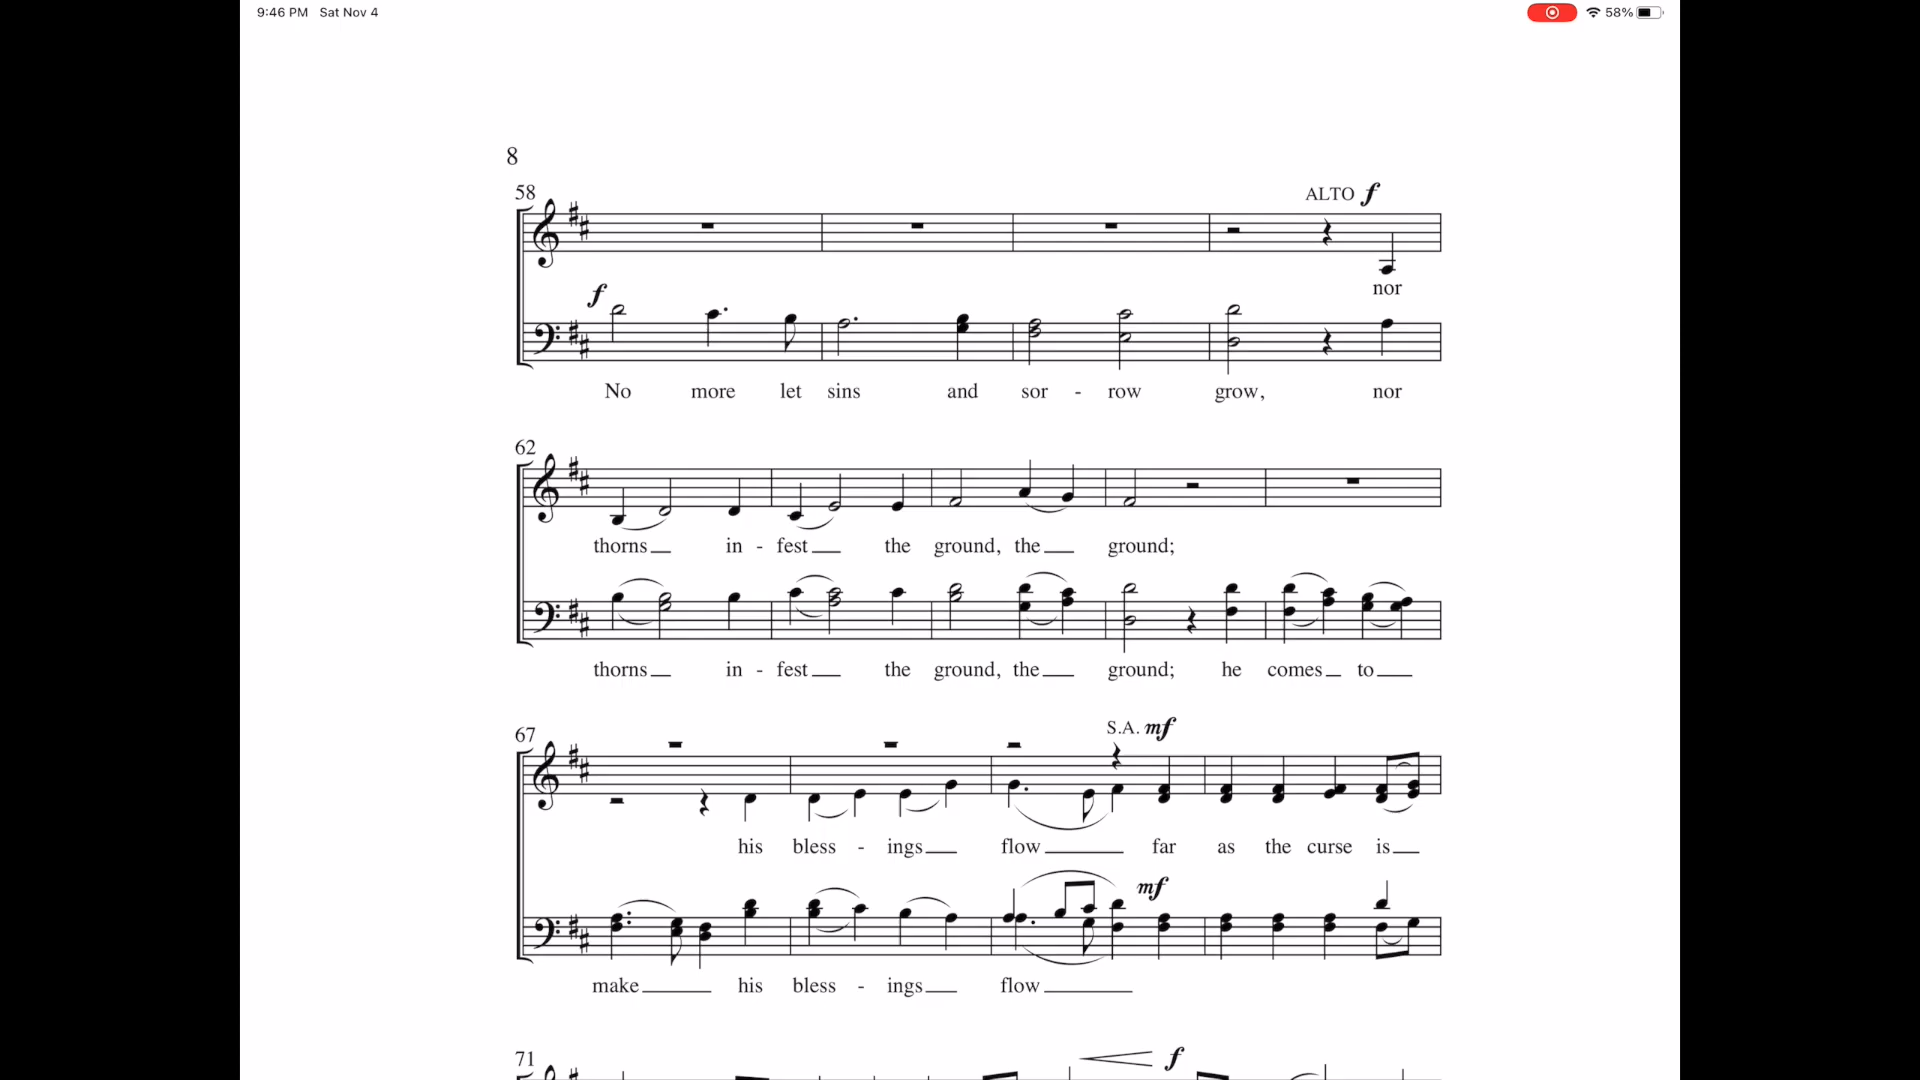 9:46 PM Sat Nov 4
58%
8
58
ALTO f
nor
f
No more let sins and sor - row grow, nor
62
thorns in - fest the ground, the ground;
thorns in - fest the ground, the ground; he comes to
67
S.A. mf
his bless - ings flow far as the curse is
mf
make his bless - ings flow
71
f